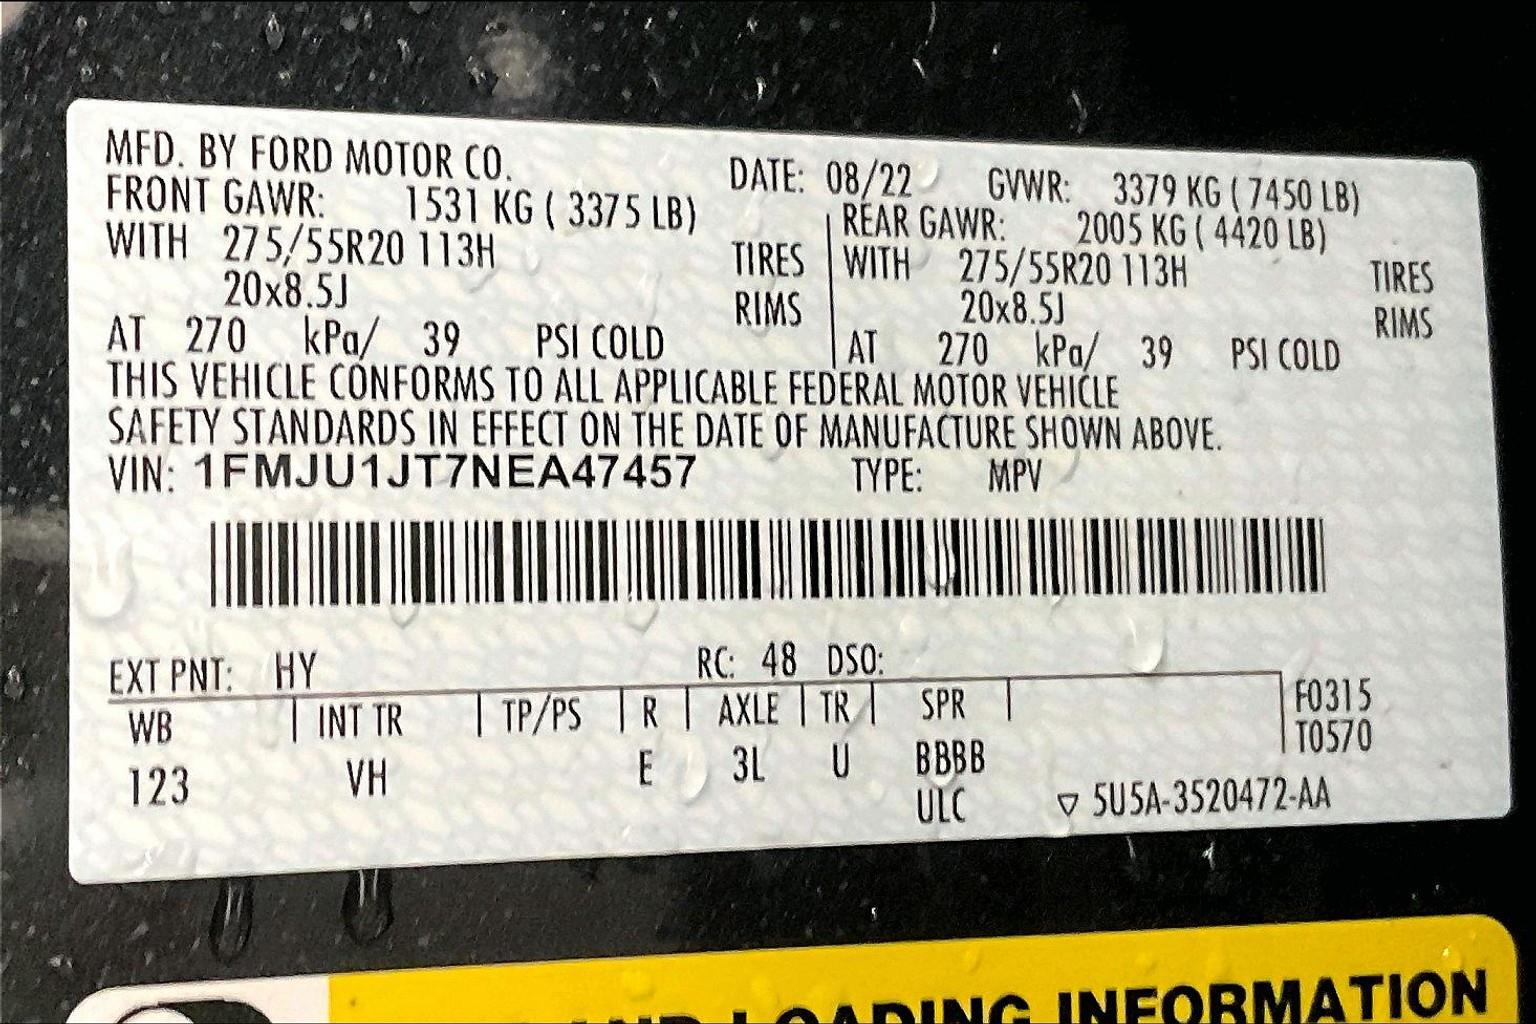 MFD. BY FORD MOTOR CO.
DATE: 08/22 GVWR: 3379 KG ( 7450 LB)
FRONT GAWR: 1531 KG ( 3375 LB)
WITH 275/55R20 113H TIRES
20x8.5J RIMS
AT 270 kPa/ 39 PSI COLD
REAR GAWR: 2005 KG ( 4420 LB)
WITH 275/55R20 113H TIRES
20x8.5J RIMS
AT 270 kPa/ 39 PSI COLD
THIS VEHICLE CONFORMS TO ALL APPLICABLE FEDERAL MOTOR VEHICLE
SAFETY STANDARDS IN EFFECT ON THE DATE OF MANUFACTURE SHOWN ABOVE.
VIN: 1FMJU1JT7NEA47457 TYPE: MPV
EXT PNT: HY RC: 48 DSO:
WB | INT TR | TP/PS | R | AXLE | TR | SPR |
123 VH E 3L U BBBB
ULC
F0315
T0570
▽ 5U5A-3520472-AA
AND LOADING INFORMATION